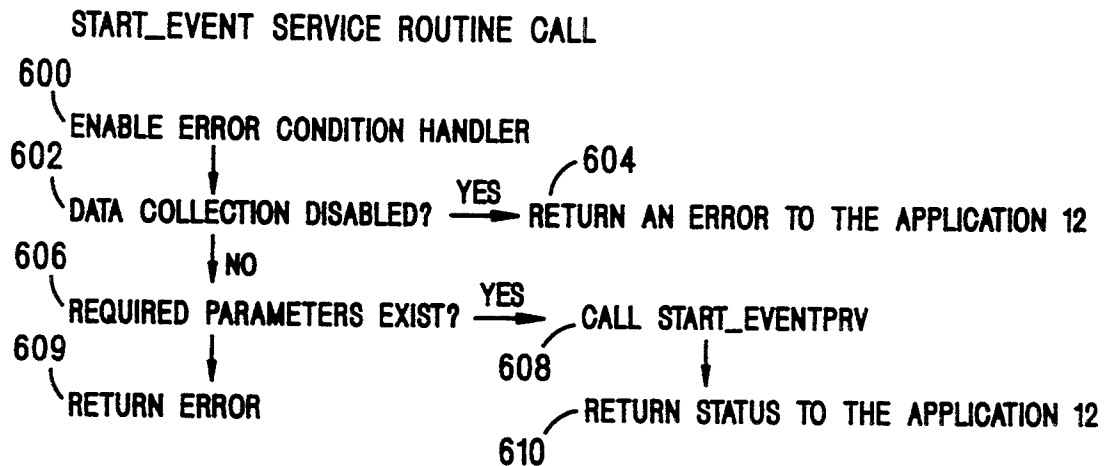 START_EVENT SERVICE ROUTINE CALL
600
ENABLE ERROR CONDITION HANDLER
602
DATA COLLECTION DISABLED?
YES
604
RETURN AN ERROR TO THE APPLICATION 12
NO
606
REQUIRED PARAMETERS EXIST?
YES
CALL START_EVENTPRV
608
609
RETURN ERROR
RETURN STATUS TO THE APPLICATION 12
610